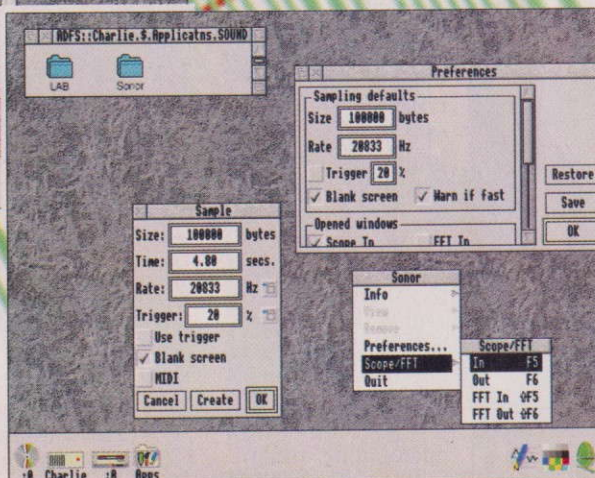 ADFS::Charlie.$.Applicatns.SOUND
LAB
Sonor
Preferences
Sampling defaults
Size 100000 bytes
Rate 20833 Hz
Trigger 20 %
Blank screen
Warn if fast
Opened windows
Scope In
FFT In
Restore
Save
OK
Sample
Size: 100000 bytes
Time: 4.80 secs.
Rate: 20833 Hz
Trigger: 20 %
Use trigger
Blank screen
MIDI
Cancel
Create
OK
Sonor
Info
View
Remove
Preferences...
Scope/FFT
Quit
Scope/FFT
In F5
Out F6
FFT In ⇧F5
FFT Out ⇧F6
:0
Charlie
:0
Apps